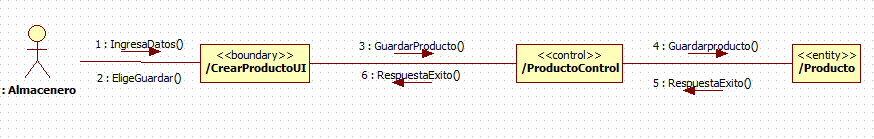 1 : IngresaDatos()
2 : EligeGuardar()
: Almacenero
<<boundary>>
/CrearProductoUI
3 : GuardarProducto()
6 : RespuestaExito()
<<control>>
/ProductoControl
4 : Guardarproducto()
5 : RespuestaExito()
<<entity>>
/Producto